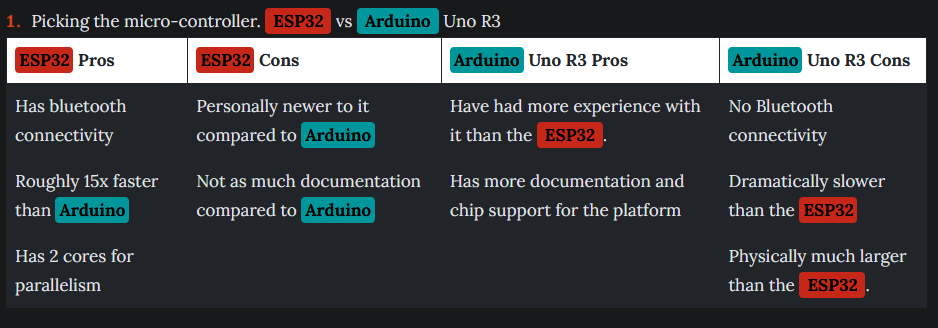 1. Picking the micro-controller. ESP32 vs Arduino Uno R3
ESP32 Pros
ESP32 Cons
Arduino Uno R3 Pros
Arduino Uno R3 Cons
Has bluetooth
connectivity
Personally newer to it
compared to Arduino
Have had more experience with
it than the ESP32 .
No Bluetooth
connectivity
Roughly 15x faster
than Arduino
Not as much documentation
compared to Arduino
Has more documentation and
chip support for the platform
Dramatically slower
than the ESP32
Has 2 cores for
parallelism
Physically much larger
than the ESP32 .